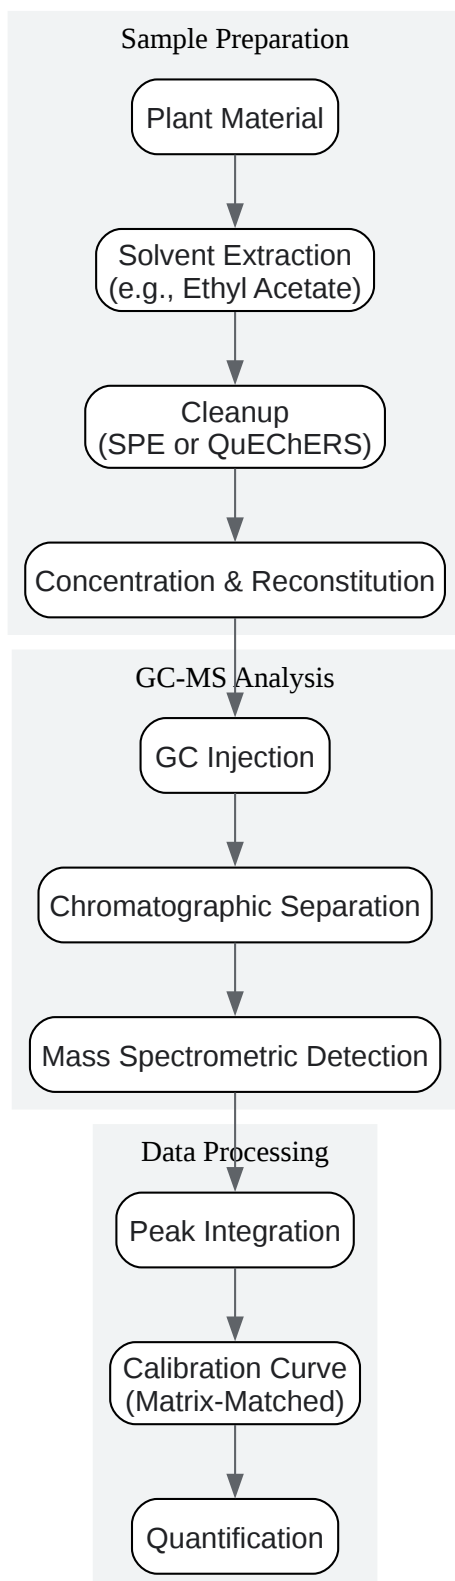 Sample Preparation
Plant Material
Solvent Extraction
(e.g., Ethyl Acetate)
Cleanup
(SPE or QuEChERS)
Concentration & Reconstitution
GC-MS Analysis
GC Injection
Chromatographic Separation
Mass Spectrometric Detection
Data Processing
Peak Integration
Calibration Curve
(Matrix-Matched)
Quantification